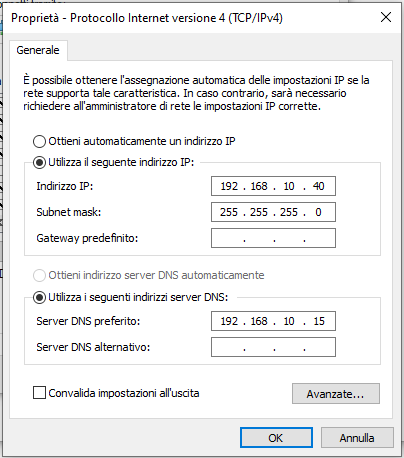 Proprietà - Protocollo Internet versione 4 (TCP/IPv4)
Generale
È possibile ottenere l'assegnazione automatica delle impostazioni IP se la
rete supporta tale caratteristica. In caso contrario, sarà necessario
richiedere all'amministratore di rete le impostazioni IP corrette.
Ottieni automaticamente un indirizzo IP
Utilizza il seguente indirizzo IP:
Indirizzo IP: 192 . 168 . 10 . 40
Subnet mask: 255 . 255 . 255 . 0
Gateway predefinito: . . .
Ottieni indirizzo server DNS automaticamente
Utilizza i seguenti indirizzi server DNS:
Server DNS preferito: 192 . 168 . 10 . 15
Server DNS alternativo: . . .
Convalida impostazioni all'uscita
Avanzate...
OK Annulla